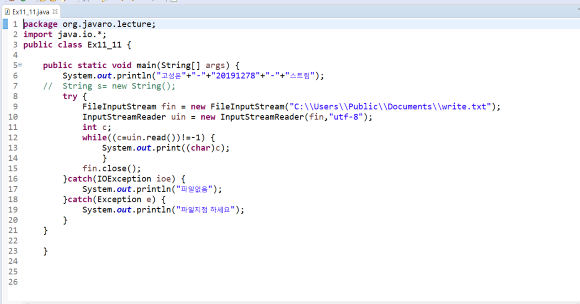 Ex11_11.java
1 package org.javaro.lecture;
2 import java.io.*;
3 public class Ex11_11 {
4
5 public static void main(String[] args) {
6 System.out.println("고성은"+"-"+"20191278"+"-"+"스트림");
7 // String s= new String();
8 try {
9 FileInputStream fin = new FileInputStream("C:\\Users\\Public\\Documents\\write.txt");
10 InputStreamReader uin = new InputStreamReader(fin,"utf-8");
11 int c;
12 while((c=uin.read())!=-1) {
13 System.out.print((char)c);
14 }
15 fin.close();
16 }catch(IOException ioe) {
17 System.out.println("파일없음");
18 }catch(Exception e) {
19 System.out.println("파일지정 하세요");
20 }
21 }
22
23 }
24
25
26